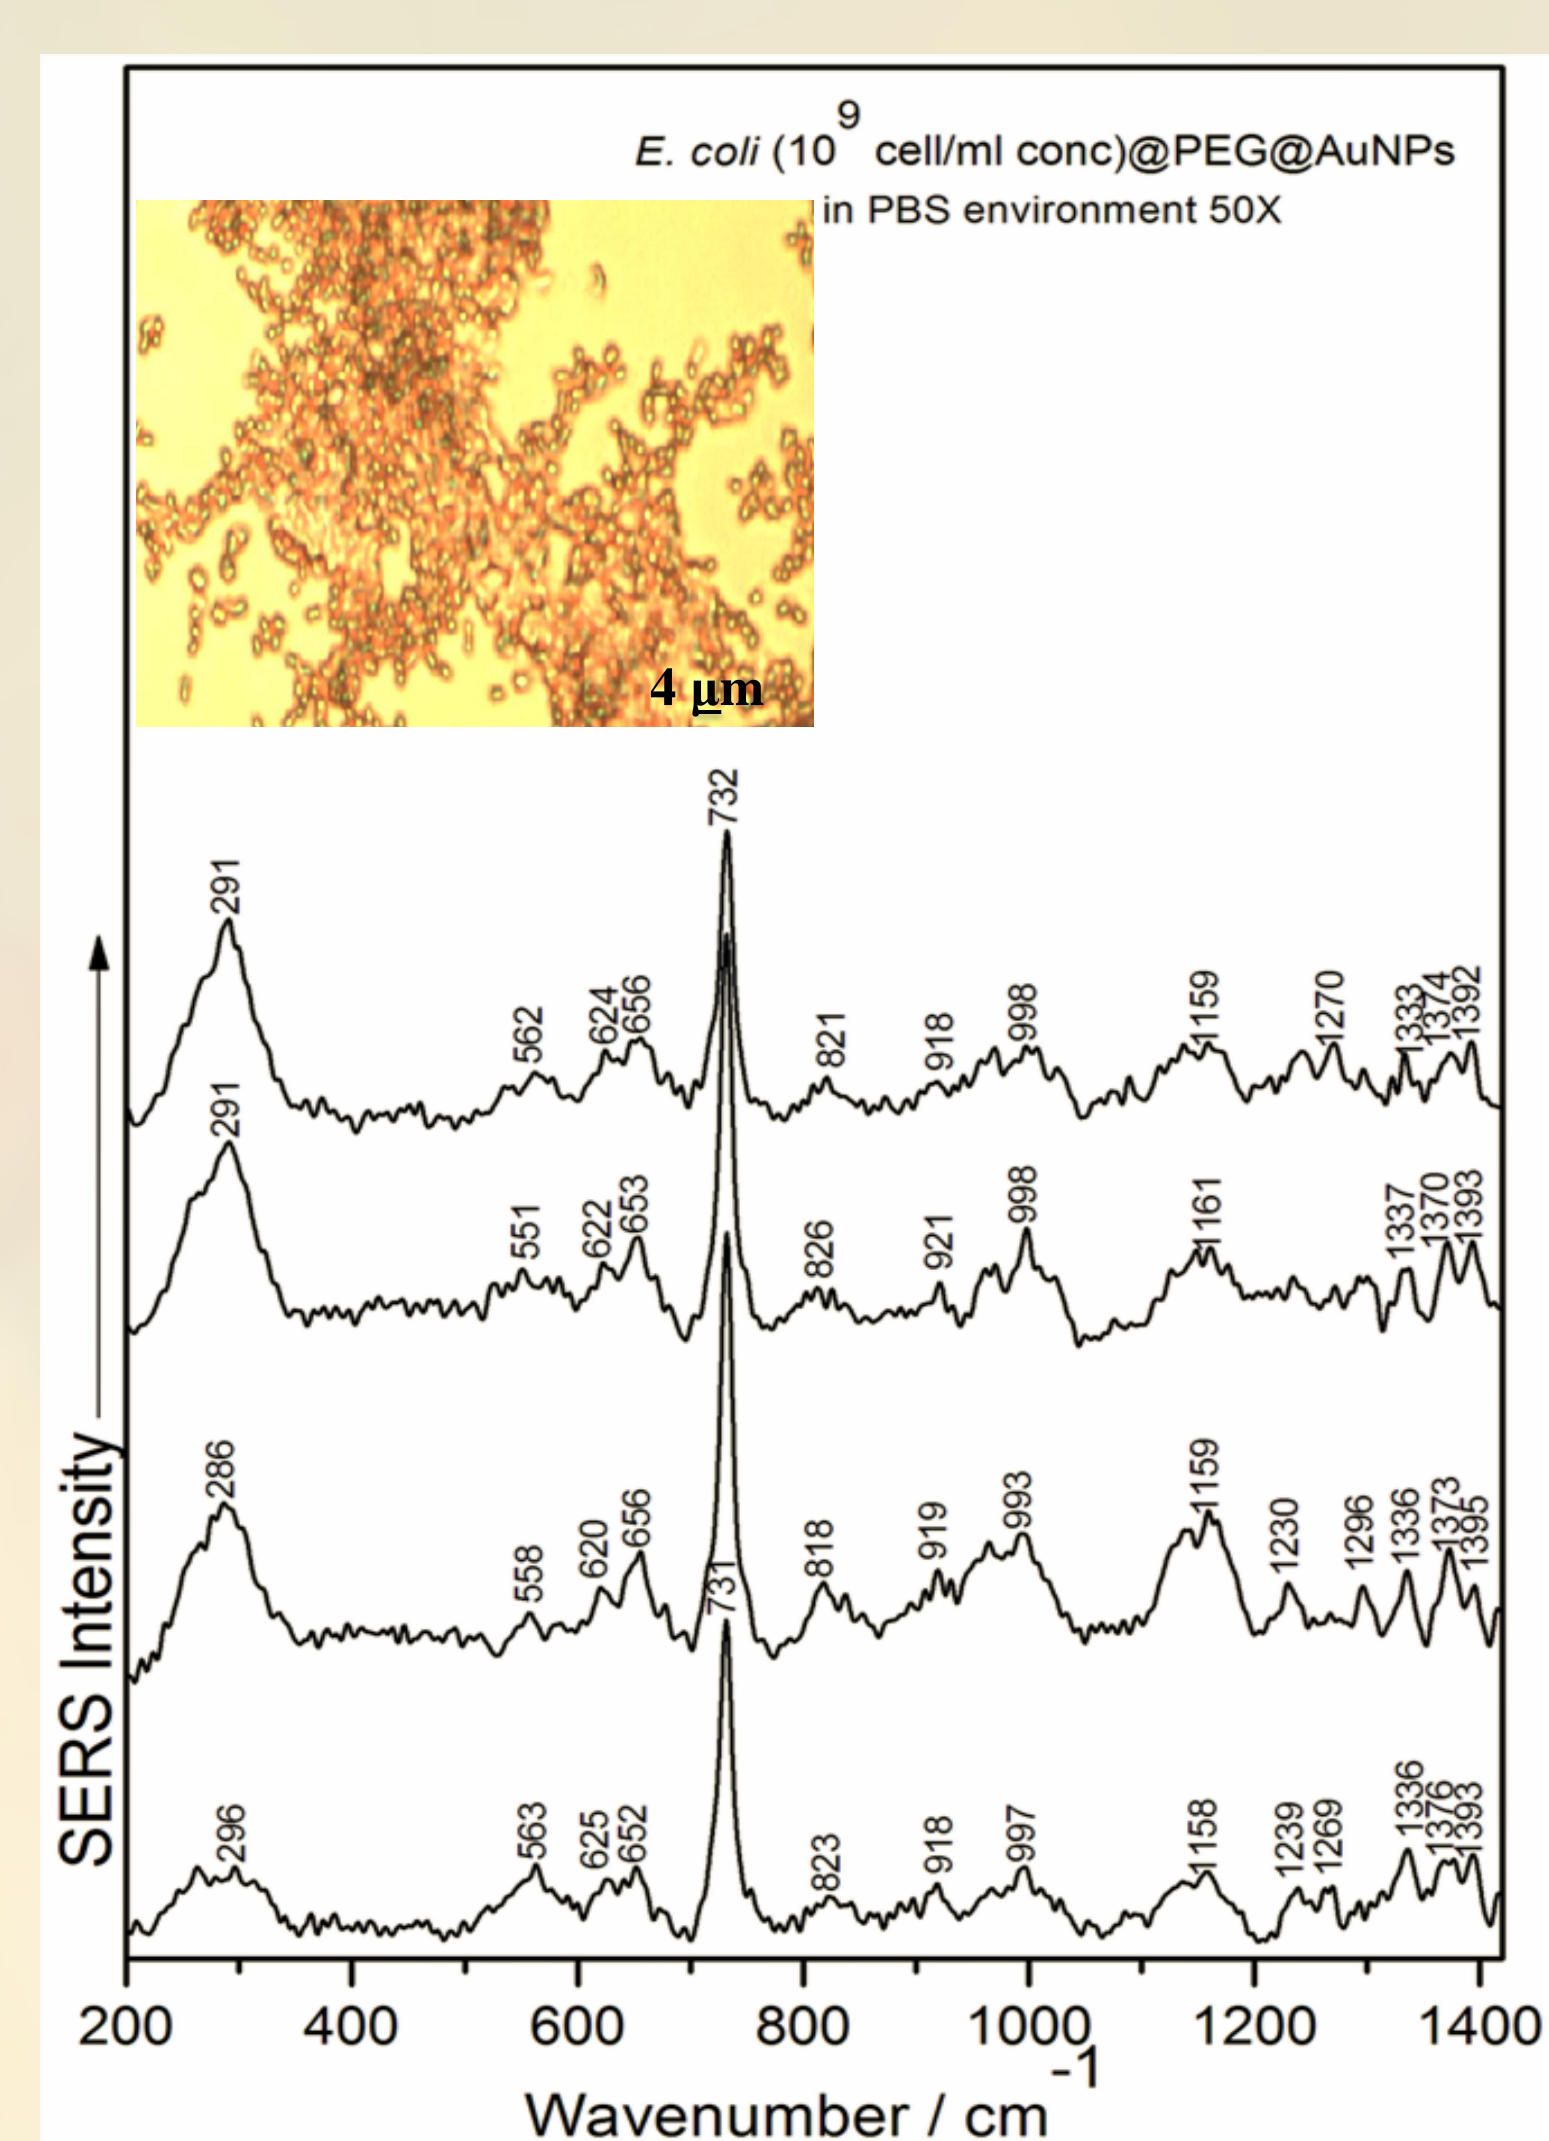 E. coli (10⁹ cell/ml conc)@PEG@AuNPs
in PBS environment 50X
4 μm
732
291 562 624 656 821 918 998 1159 1270 1333 1374 1392
291 551 622 653 826 921 998 1161 1337 1370 1393
286 558 620 656 818 919 993 1159 1230 1296 1336 1373 1395
731
296 563 625 652 823 918 997 1158 1239 1269 1336 1376 1393
SERS Intensity
200 400 600 800 1000 1200 1400
Wavenumber / cm⁻¹